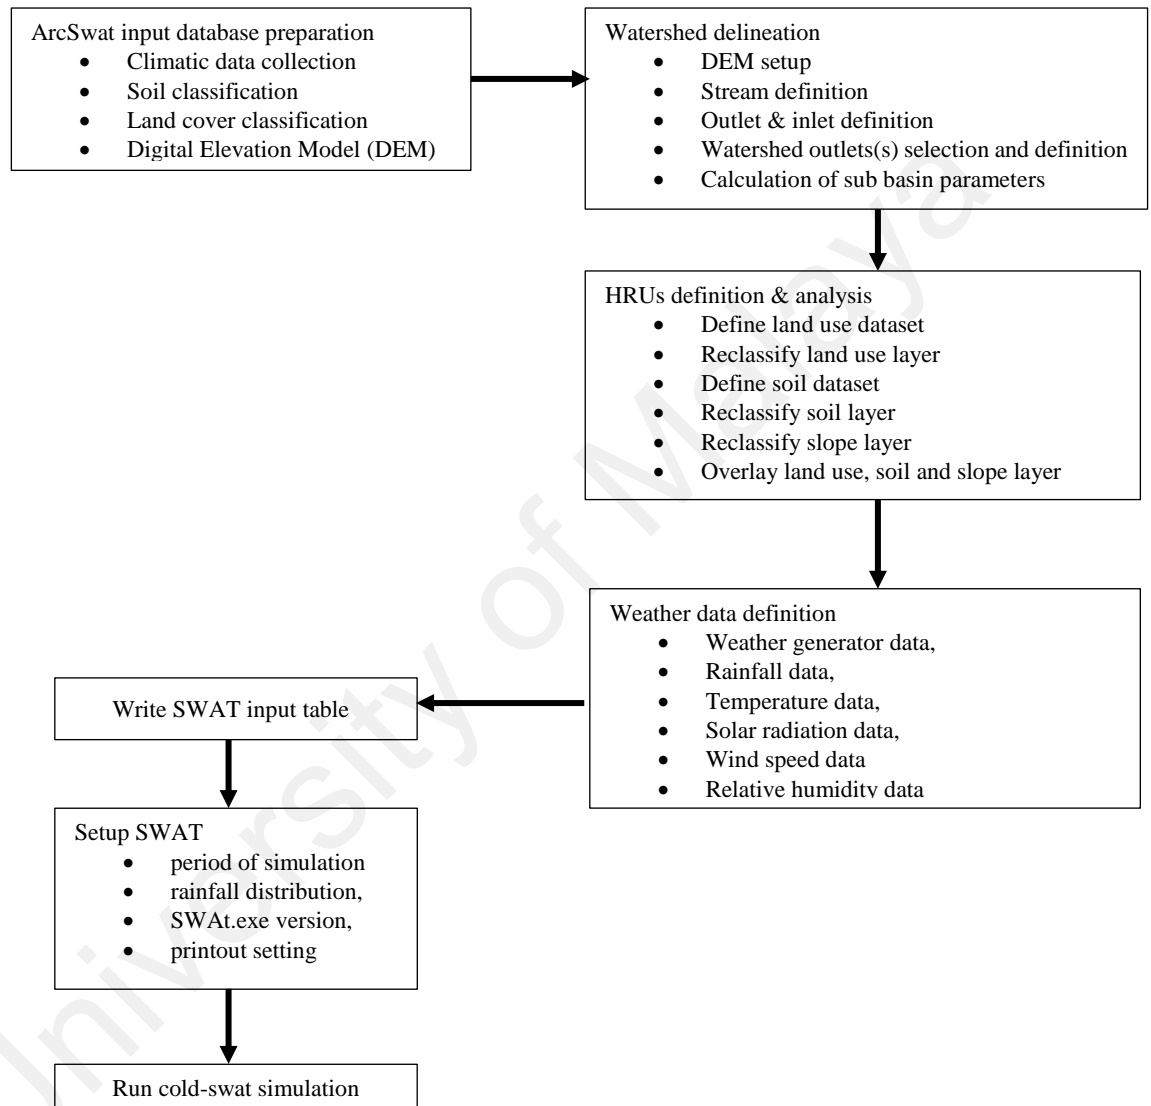 ArcSwat input database preparation
• Climatic data collection
• Soil classification
• Land cover classification
• Digital Elevation Model (DEM)
Watershed delineation
• DEM setup
• Stream definition
• Outlet & inlet definition
• Watershed outlets(s) selection and definition
• Calculation of sub basin parameters
HRUs definition & analysis
• Define land use dataset
• Reclassify land use layer
• Define soil dataset
• Reclassify soil layer
• Reclassify slope layer
• Overlay land use, soil and slope layer
Weather data definition
• Weather generator data,
• Rainfall data,
• Temperature data,
• Solar radiation data,
• Wind speed data
• Relative humidity data
Write SWAT input table
Setup SWAT
• period of simulation
• rainfall distribution,
• SWAt.exe version,
• printout setting
Run cold-swat simulation
University of Malaya